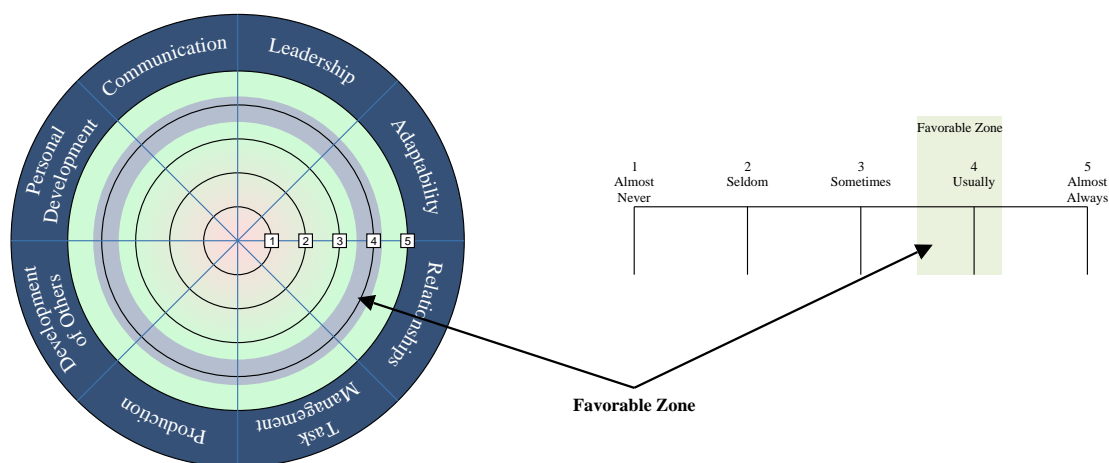 Communication
Leadership
Adaptability
Relationships
Task
Management
Production
Development
of Others
Personal
Development
1
2
3
4
5
Favorable Zone
1
Almost
Never
2
Seldom
3
Sometimes
4
Usually
5
Almost
Always
Favorable Zone